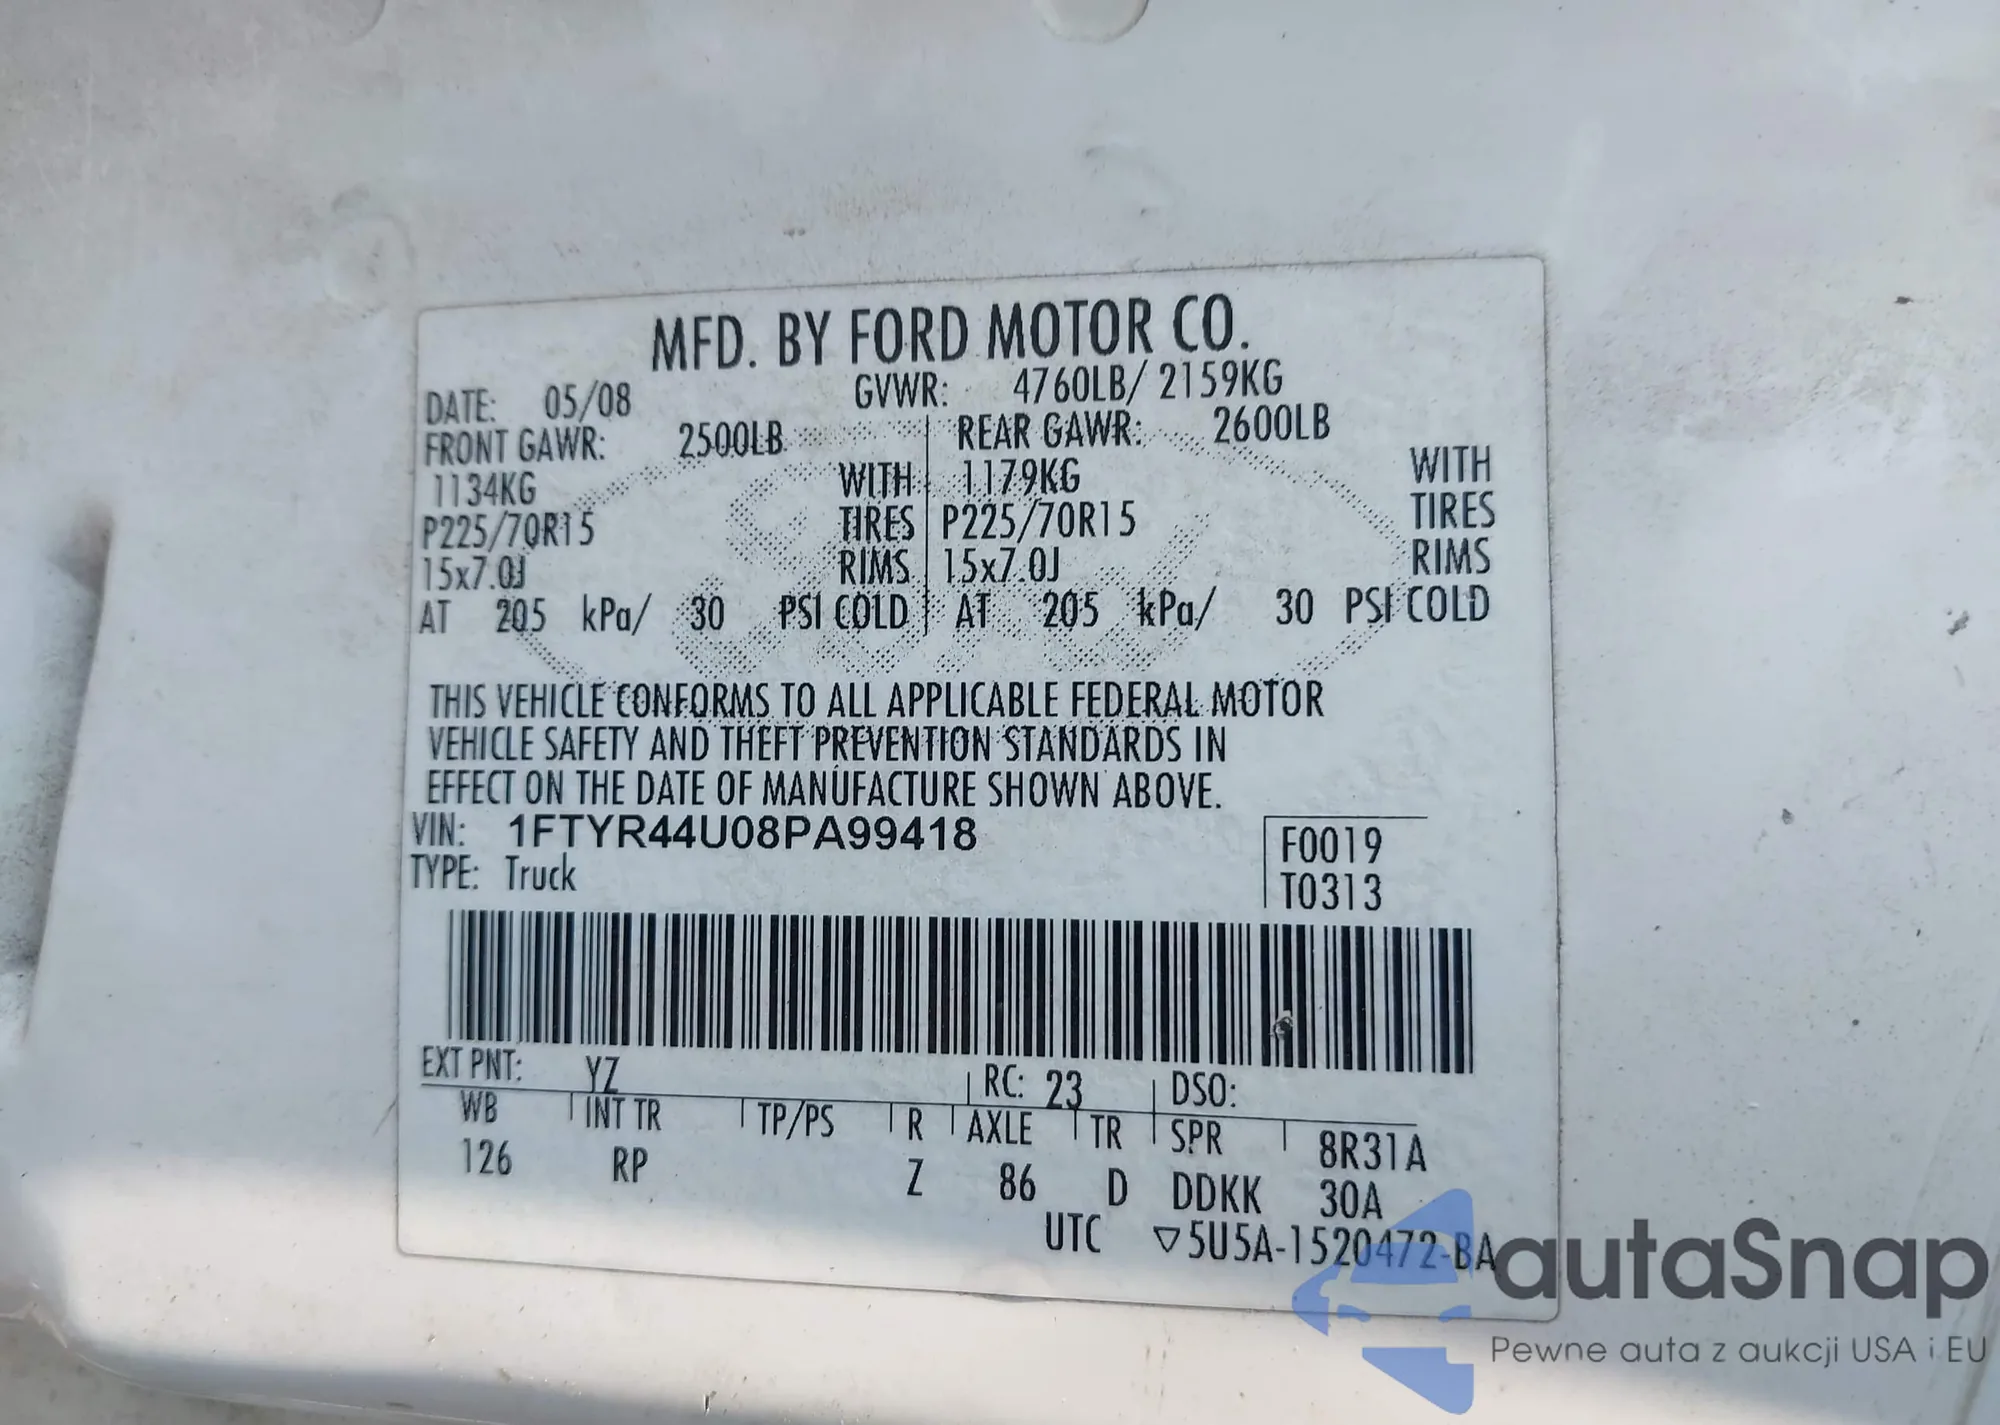 MFD. BY FORD MOTOR CO.
DATE: 05/08 GVWR: 4760LB/ 2159KG
FRONT GAWR: 2500LB REAR GAWR: 2600LB
1134KG WITH 1179KG WITH
P225/70R15 TIRES P225/70R15 TIRES
15x7.0J RIMS 15x7.0J RIMS
AT 205 kPa/ 30 PSI COLD AT 205 kPa/ 30 PSI COLD
THIS VEHICLE CONFORMS TO ALL APPLICABLE FEDERAL MOTOR
VEHICLE SAFETY AND THEFT PREVENTION STANDARDS IN
EFFECT ON THE DATE OF MANUFACTURE SHOWN ABOVE.
VIN: 1FTYR44U08PA99418 F0019
TYPE: Truck T0313
EXT PNT: YZ RC: 23 DSO:
WB INT TR TP/PS R AXLE TR SPR 8R31A
126 RP Z 86 D DDKK 30A
UTC ▽5U5A-1520472-BA
autaSnap
Pewne auta z aukcji USA i EU